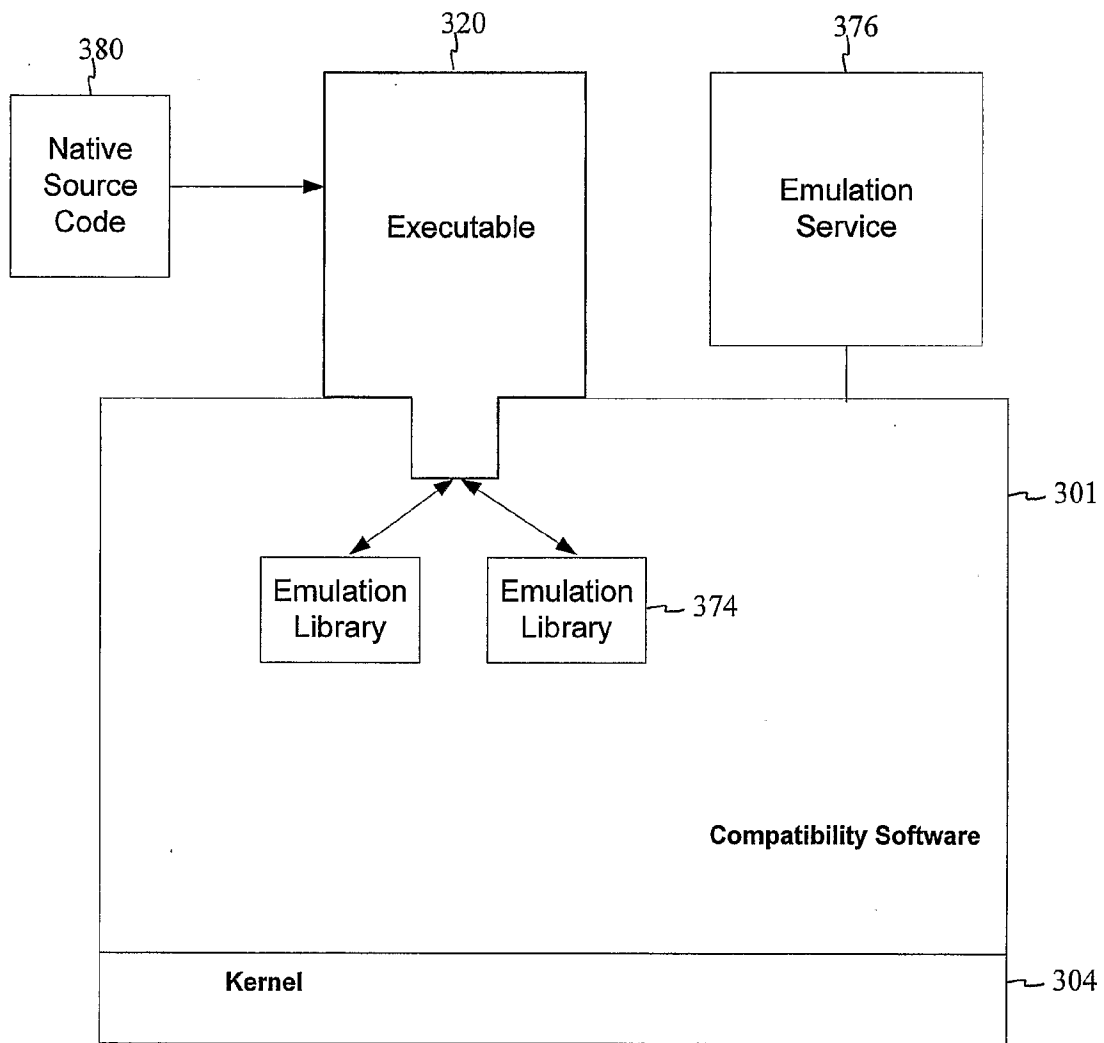 380
320
376
Native
Source
Code
Executable
Emulation
Service
301
Emulation
Library
Emulation
Library
374
Compatibility Software
Kernel
304